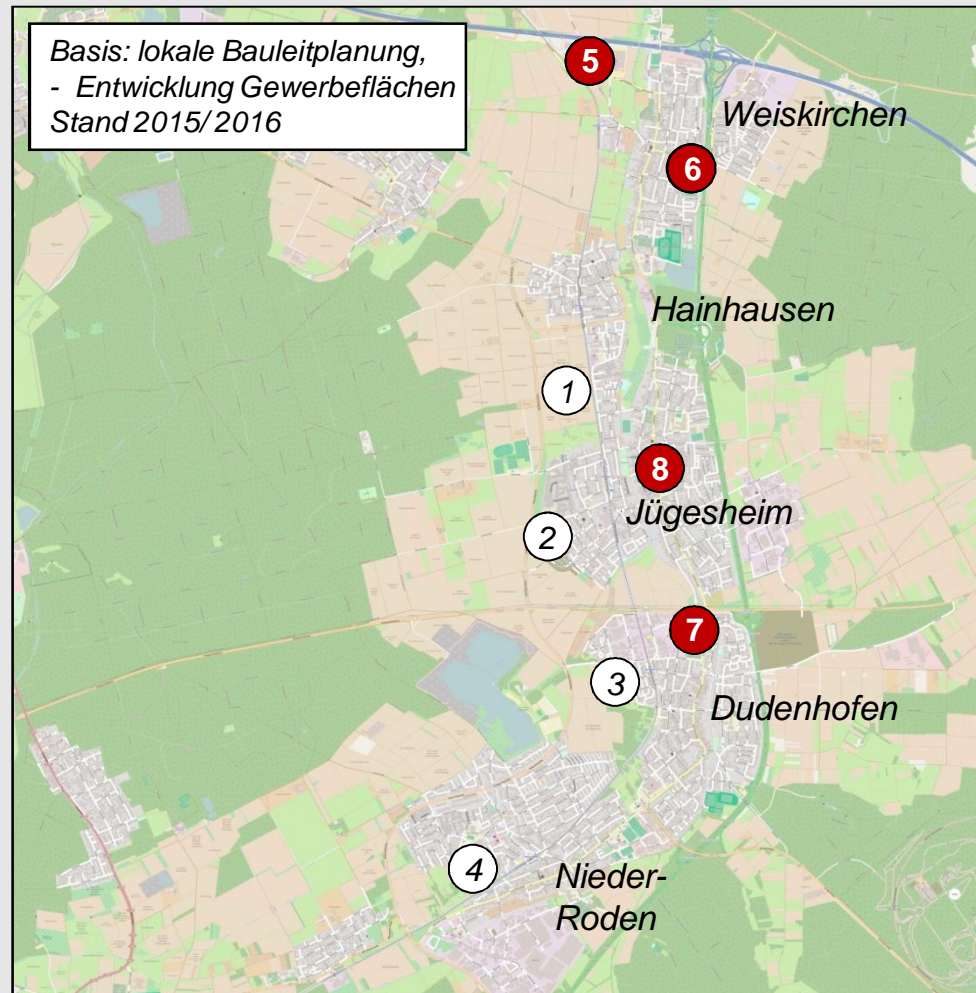 Basis: lokale Bauleitplanung,
- Entwicklung Gewerbeflächen
Stand 2015/2016
5
Weiskirchen
6
Hainhausen
1
8
Jügesheim
2
7
3
Dudenhofen
4
Nieder-
Roden